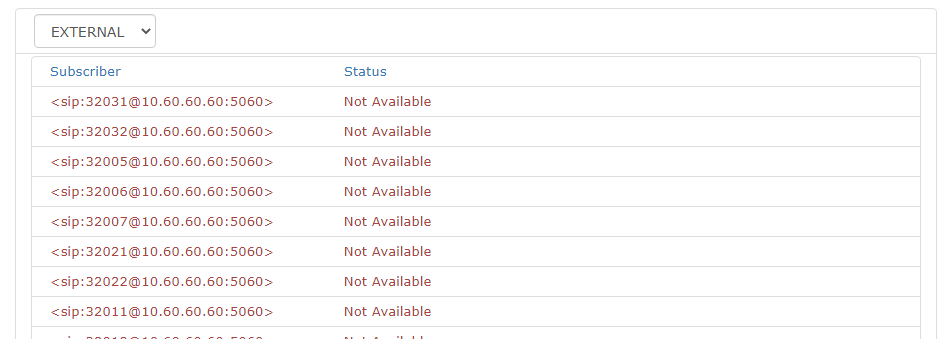 EXTERNAL
Subscriber Status
<sip:32031@10.60.60.60:5060> Not Available
<sip:32032@10.60.60.60:5060> Not Available
<sip:32005@10.60.60.60:5060> Not Available
<sip:32006@10.60.60.60:5060> Not Available
<sip:32007@10.60.60.60:5060> Not Available
<sip:32021@10.60.60.60:5060> Not Available
<sip:32022@10.60.60.60:5060> Not Available
<sip:32011@10.60.60.60:5060> Not Available